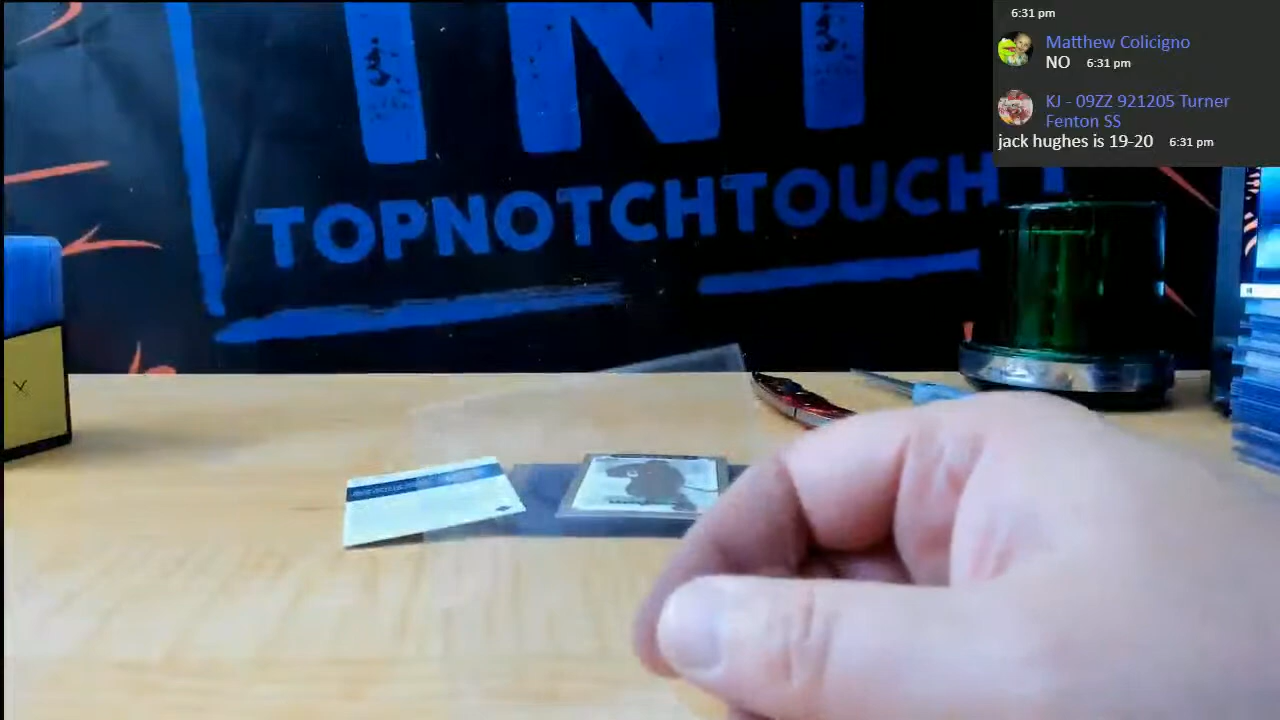 6:31 pm
Matthew Colicigno
NO 6:31 pm
KJ - 09ZZ 921205 Turner
Fenton SS
jack hughes is 19-20 6:31 pm
TNT
TOPNOTCHTOUCH